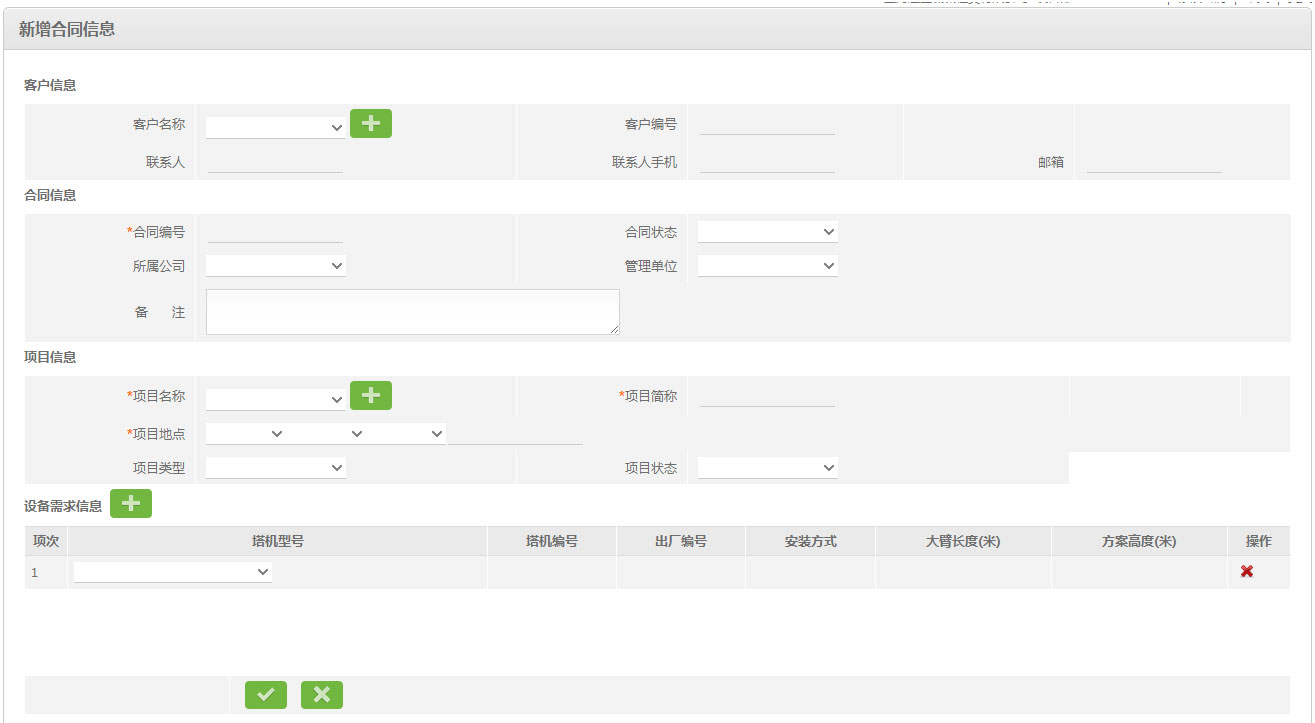 新增合同信息
客户信息
客户名称 客户编号
联系人 联系人手机 邮箱
合同信息
*合同编号 合同状态
所属公司 管理单位
备 注
项目信息
*项目名称 *项目简称
*项目地点
项目类型 项目状态
设备需求信息
项次 塔机型号 塔机编号 出厂编号 安装方式 大臂长度(米) 方案高度(米) 操作
1